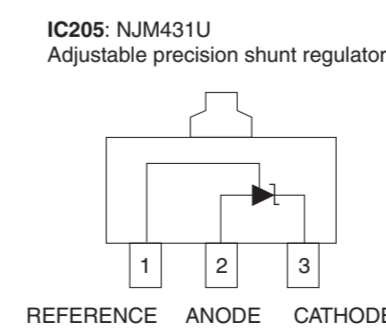 IC205: NJM431U
Adjustable precision shunt regulator
1 2 3
REFERENCE ANODE CATHODE